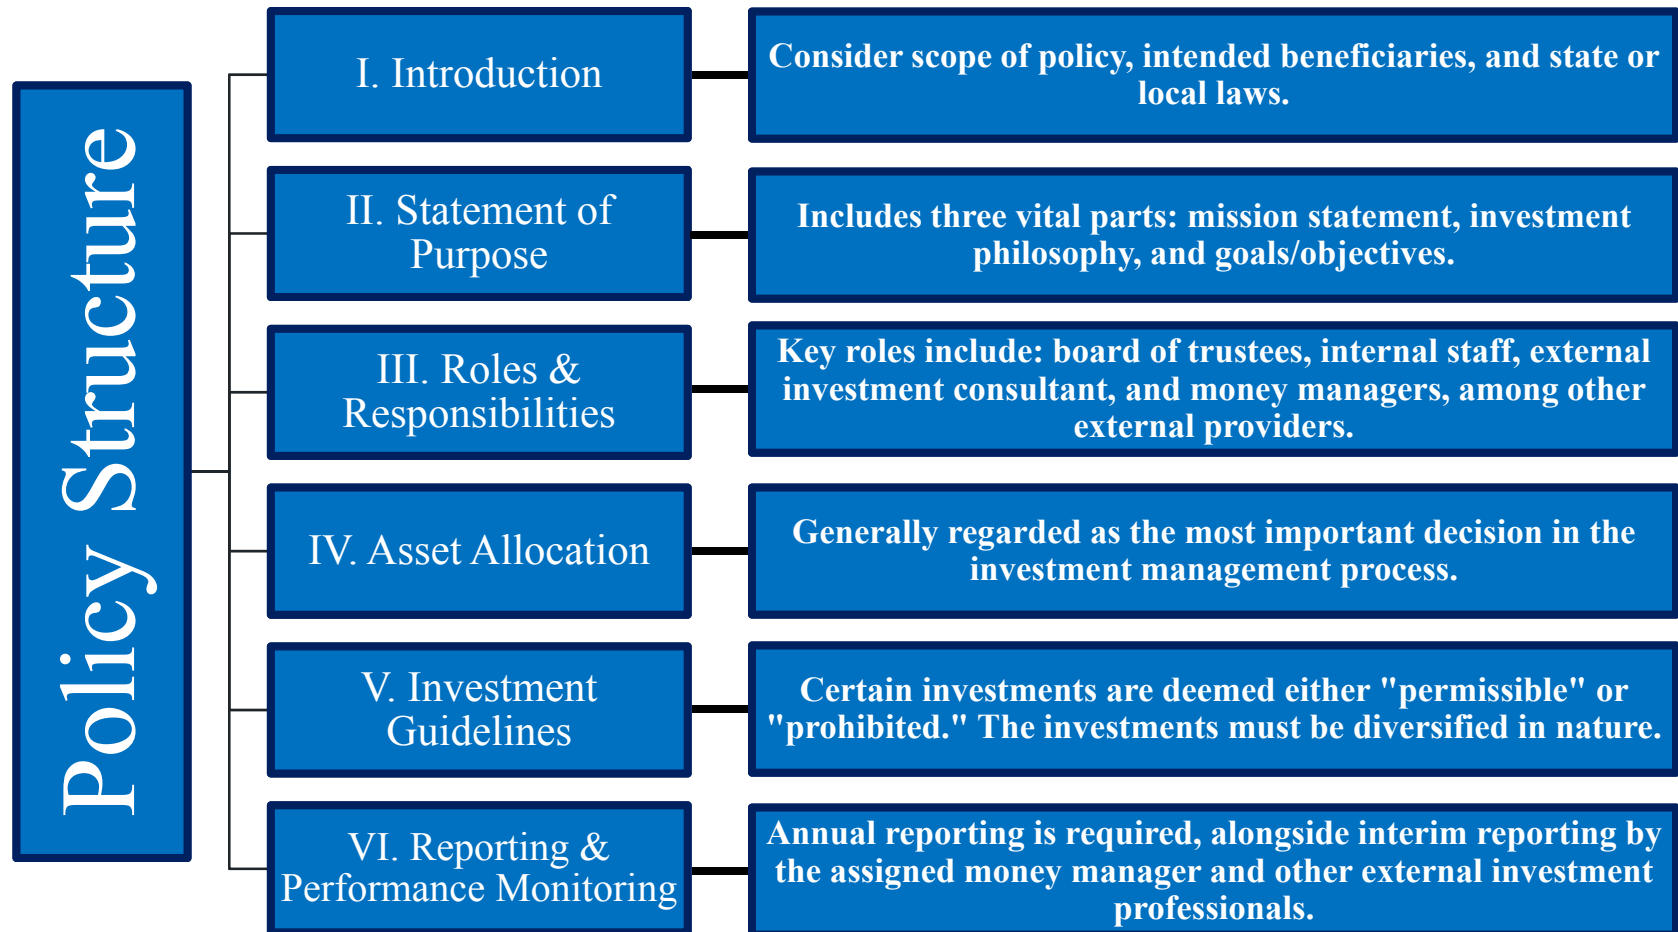 Policy Structure
I. Introduction
Consider scope of policy, intended beneficiaries, and state or
local laws.
II. Statement of
Purpose
Includes three vital parts: mission statement, investment
philosophy, and goals/objectives.
III. Roles &
Responsibilities
Key roles include: board of trustees, internal staff, external
investment consultant, and money managers, among other
external providers.
IV. Asset Allocation
Generally regarded as the most important decision in the
investment management process.
V. Investment
Guidelines
Certain investments are deemed either "permissible" or
"prohibited." The investments must be diversified in nature.
VI. Reporting &
Performance Monitoring
Annual reporting is required, alongside interim reporting by
the assigned money manager and other external investment
professionals.